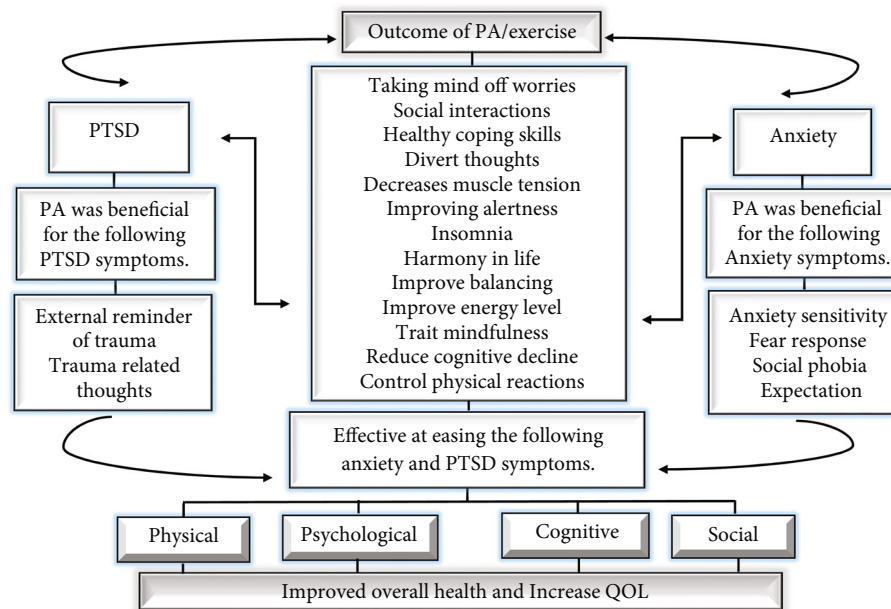 Outcome of PA/exercise
PTSD
PA was beneficial
for the following
PTSD symptoms.
External reminder
of trauma
Trauma related
thoughts
Taking mind off worries
Social interactions
Healthy coping skills
Divert thoughts
Decreases muscle tension
Improving alertness
Insomnia
Harmony in life
Improve balancing
Improve energy level
Trait mindfulness
Reduce cognitive decline
Control physical reactions
Anxiety
PA was beneficial
for the following
Anxiety symptoms.
Anxiety sensitivity
Fear response
Social phobia
Expectation
Effective at easing the following
anxiety and PTSD symptoms.
Physical
Psychological
Cognitive
Social
Improved overall health and Increase QOL